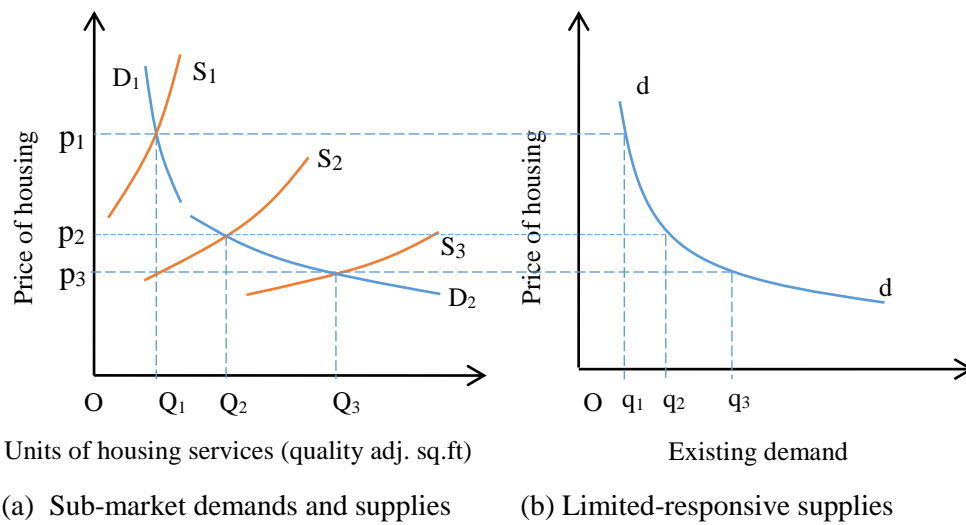 D1
S1
p1
S2
p2
p3
S3
D2
Price of housing
O
Q1
Q2
Q3
Units of housing services (quality adj. sq.ft)
(a) Sub-market demands and supplies
d
Price of housing
d
O
q1
q2
q3
Existing demand
(b) Limited-responsive supplies